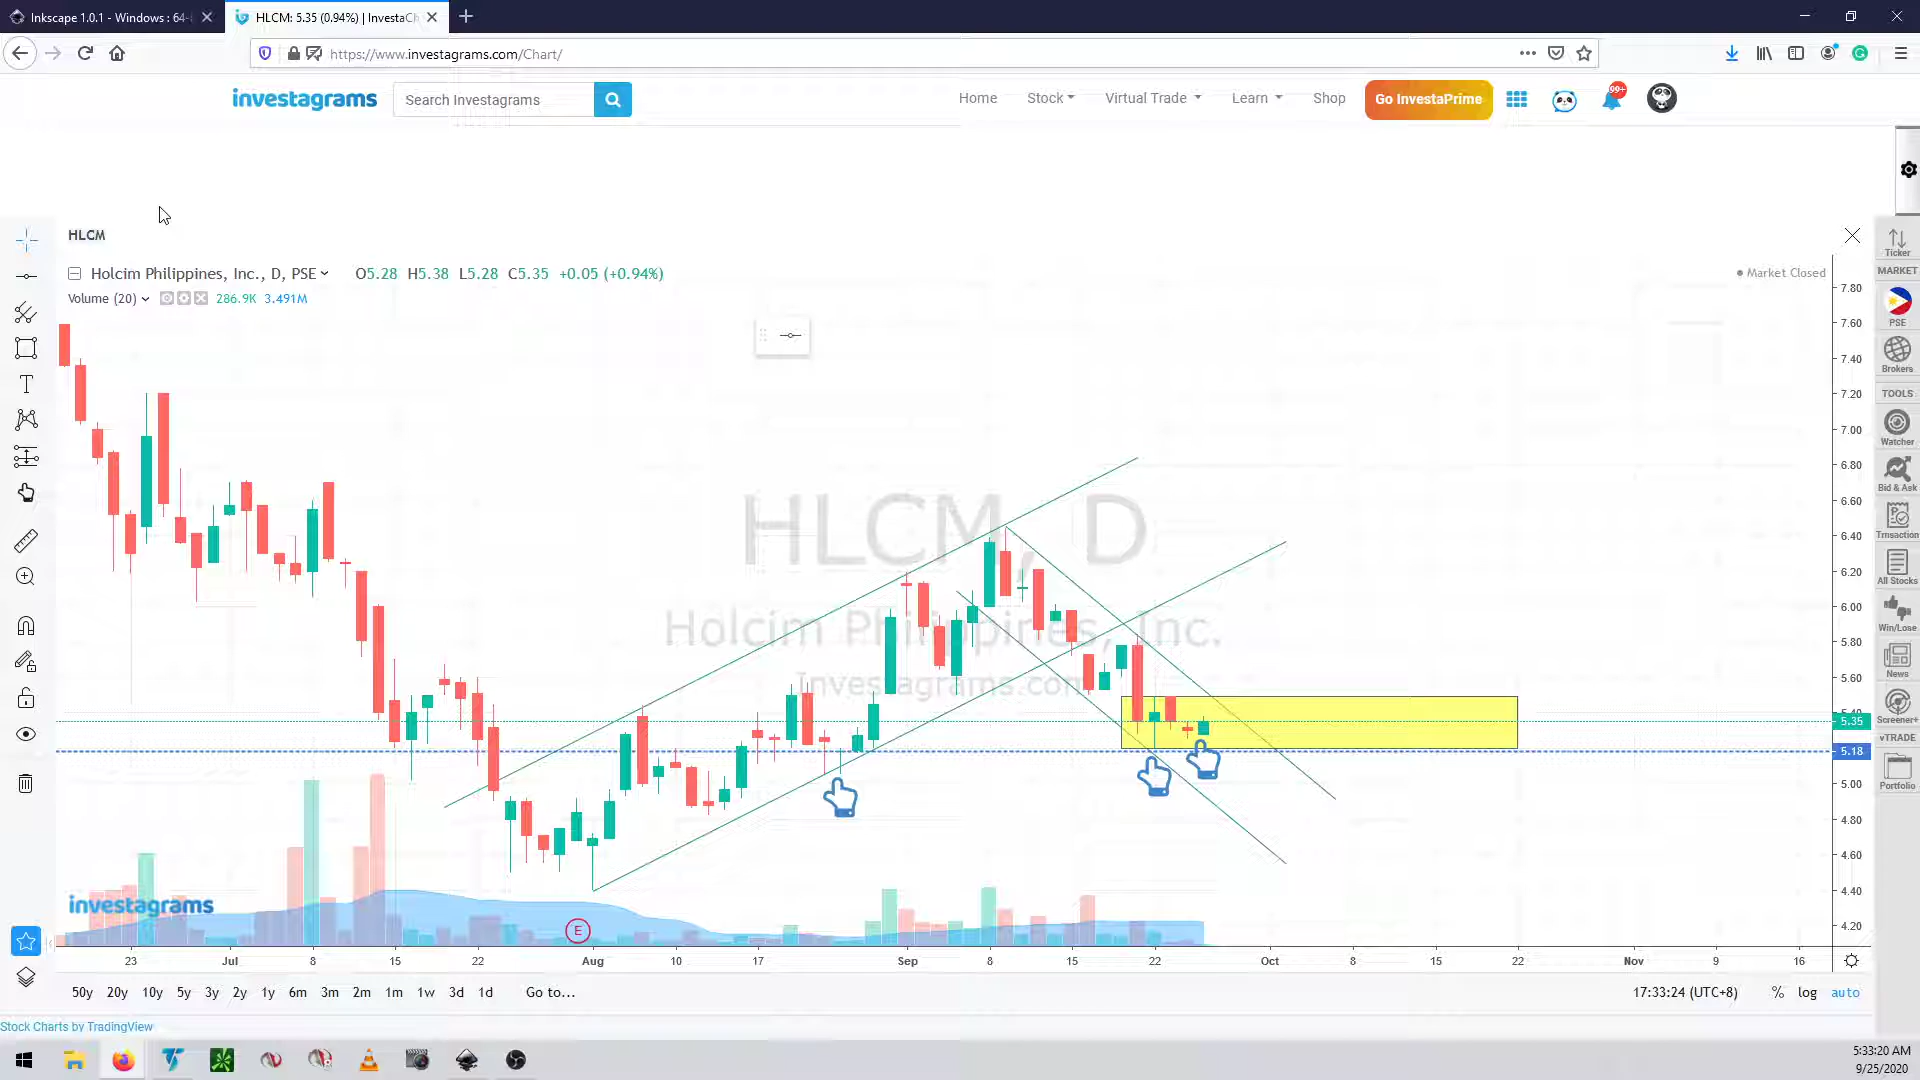 Inkscape 1.0.1 - Windows : 64-
HLCM: 5.35 (0.94%) | InvestaCh
https://www.investagrams.com/Chart/
investagrams
Search Investagrams
Home
Stock
Virtual Trade
Learn
Shop
Go InvestaPrime
99+
HLCM
Holcim Philippines, Inc., D, PSE
O5.28 H5.38 L5.28 C5.35 +0.05 (+0.94%)
Market Closed
Volume (20)
286.9K 3.491M
HLCM, D
Holcim Philippines, Inc.
Investagrams.com
7.80
7.60
7.40
7.20
7.00
6.80
6.60
6.40
6.20
6.00
5.80
5.60
5.40
5.35
5.18
5.00
4.80
4.60
4.40
4.20
Ticker
MARKET
PSE
Brokers
TOOLS
Watcher
Bid & Ask
Trnsaction
All Stocks
Win/Lose
News
Screener+
vTRADE
Portfolio
investagrams
E
23 Jul 8 15 22 Aug 10 17 Sep 8 15 22 Oct 8 15 22 Nov 9 16
50y 20y 10y 5y 3y 2y 1y 6m 3m 2m 1m 1w 3d 1d Go to...
17:33:24 (UTC+8) % log auto
Stock Charts by TradingView
5:33:20 AM
9/25/2020